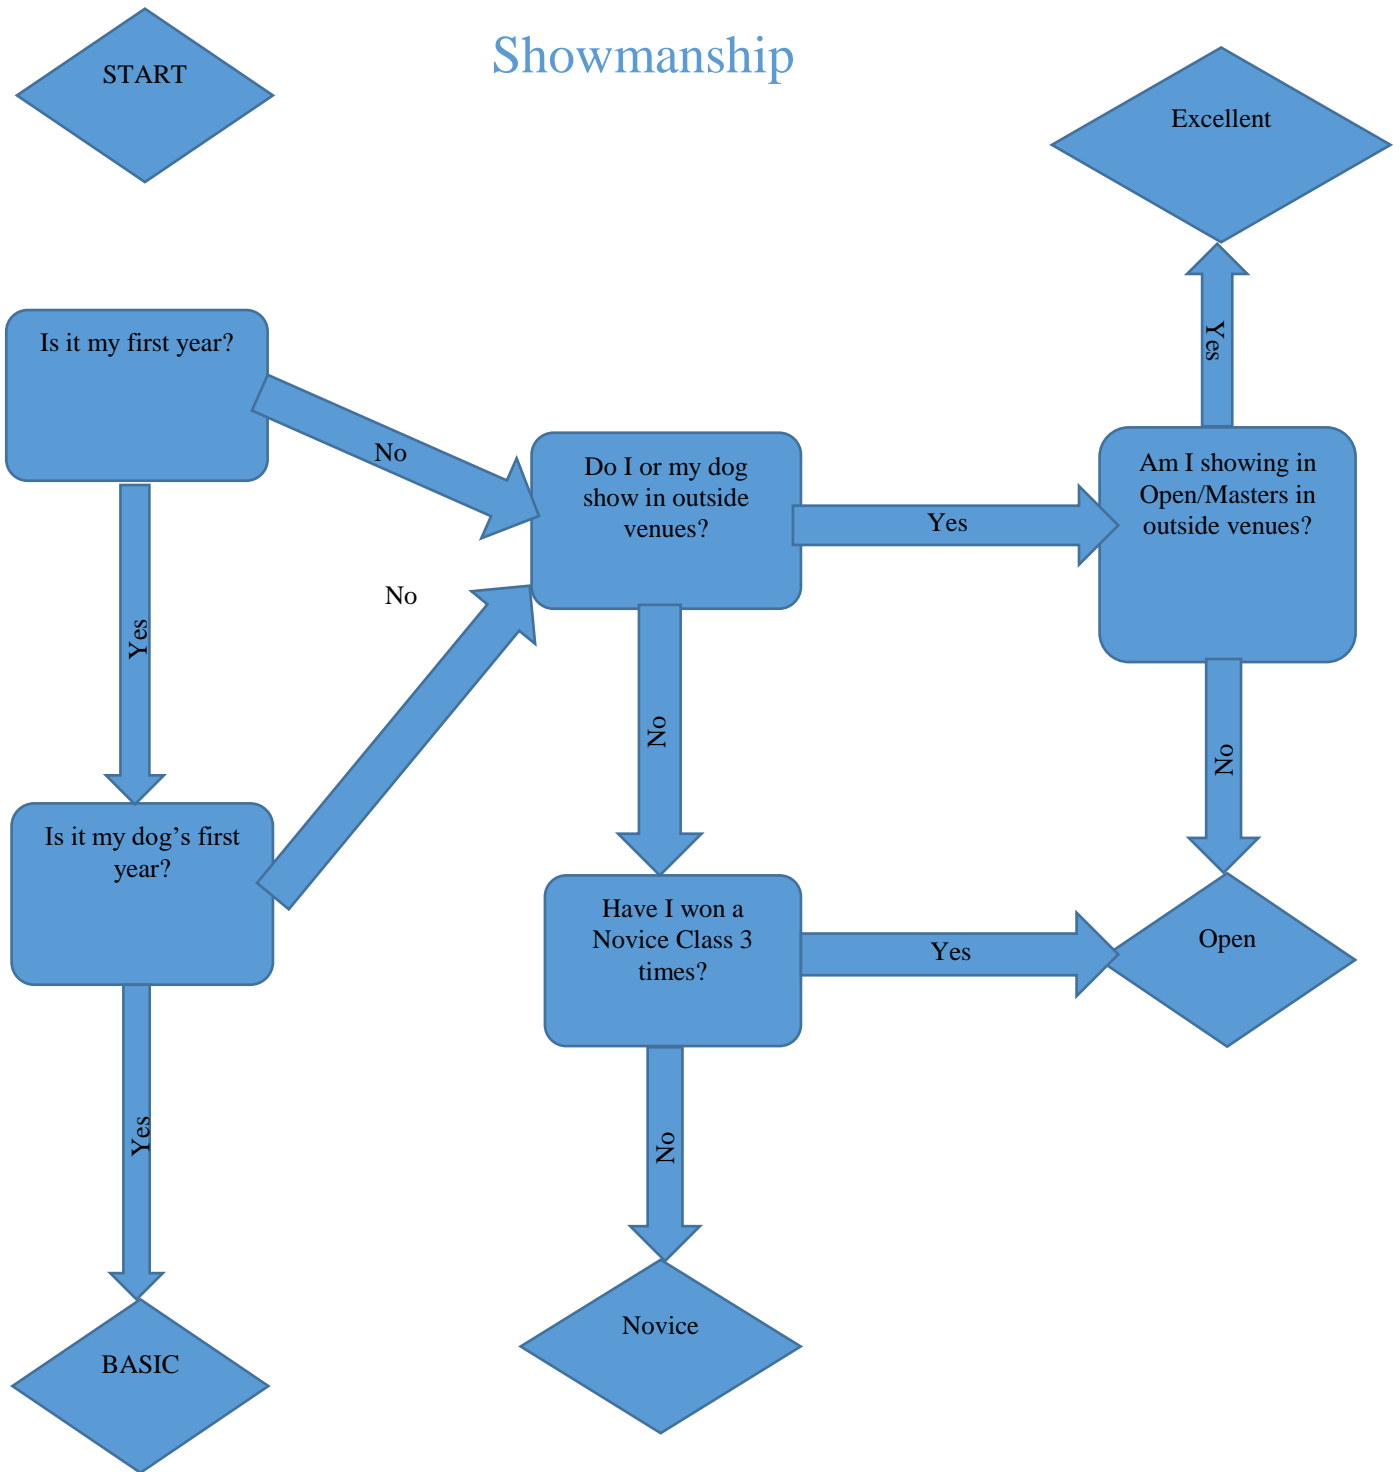 Showmanship
START
Excellent
Is it my first year?
Yes
No
Do I or my dog
show in outside
venues?
Yes
Am I showing in
Open/Masters in
outside venues?
No
Yes
No
No
Is it my dog’s first
year?
Have I won a
Novice Class 3
times?
Yes
Open
Yes
No
Novice
BASIC